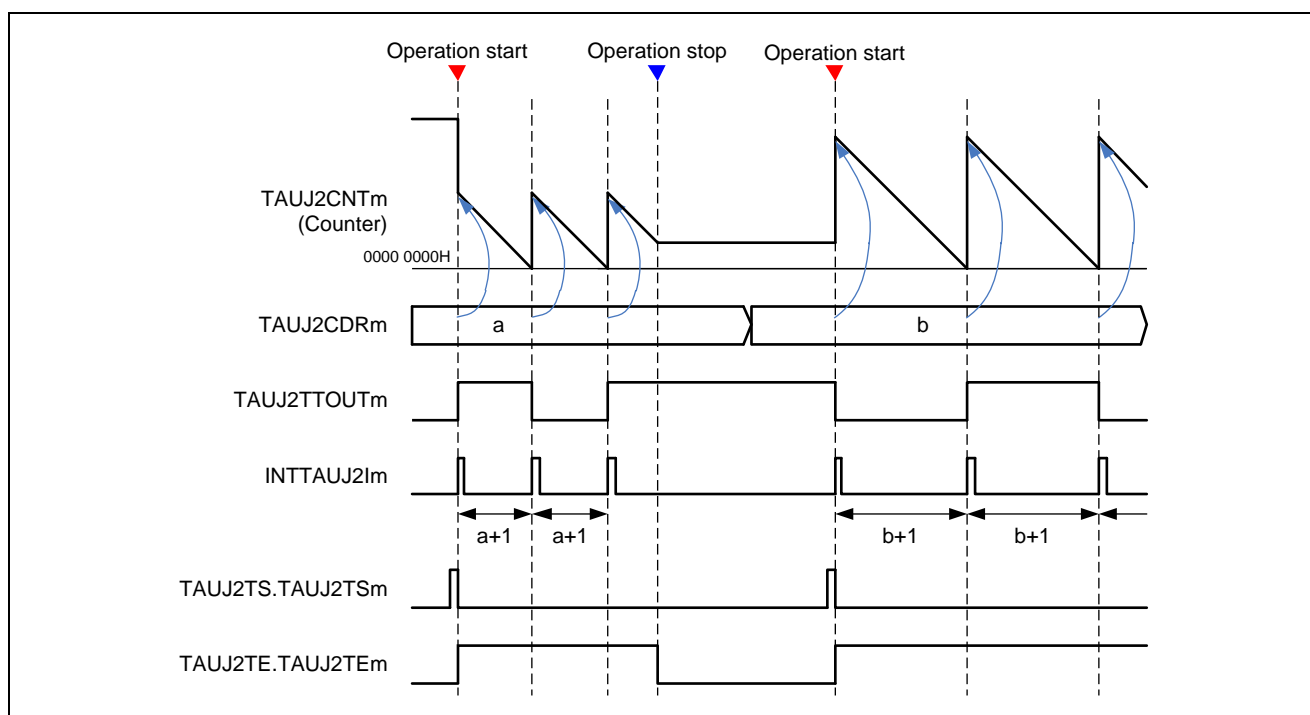 Operation start Operation stop Operation start
TAUJ2CNTm
(Counter)
0000 0000H
TAUJ2CDRm a b
TAUJ2TTOUTm
INTTAUJ2Im
a+1 a+1 b+1 b+1
TAUJ2TS.TAUJ2TSm
TAUJ2TE.TAUJ2TEm